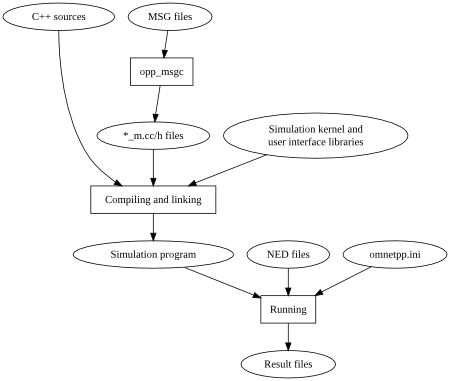 C++ sources
MSG files
opp_msgc
*_m.cc/h files
Simulation kernel and
user interface libraries
Compiling and linking
Simulation program
NED files
omnetpp.ini
Running
Result files